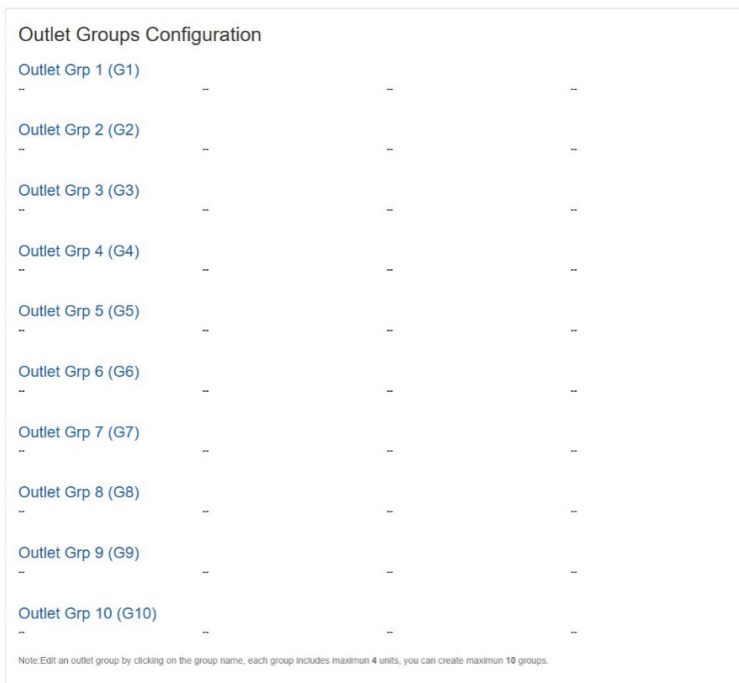 Outlet Groups Configuration
Outlet Grp 1 (G1)
-- -- -- --
Outlet Grp 2 (G2)
-- -- -- --
Outlet Grp 3 (G3)
-- -- -- --
Outlet Grp 4 (G4)
-- -- -- --
Outlet Grp 5 (G5)
-- -- -- --
Outlet Grp 6 (G6)
-- -- -- --
Outlet Grp 7 (G7)
-- -- -- --
Outlet Grp 8 (G8)
-- -- -- --
Outlet Grp 9 (G9)
-- -- -- --
Outlet Grp 10 (G10)
-- -- -- --
Note:Edit an outlet group by clicking on the group name, each group includes maximun 4 units, you can create maximun 10 groups.